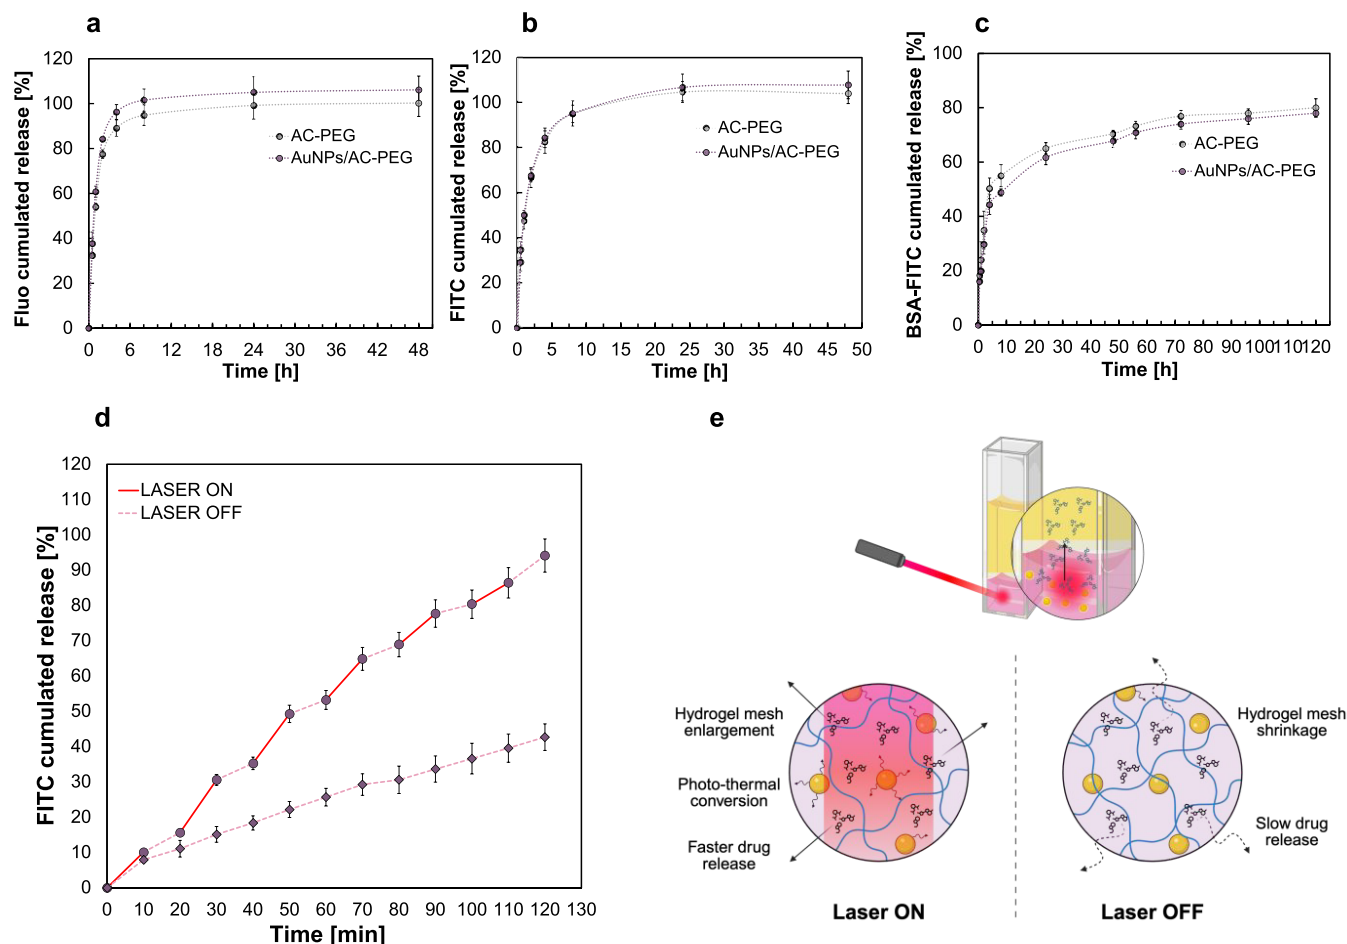 a
Fluo cumulated release [%]
120
100
80
60
40
20
0
AC-PEG
AuNPs/AC-PEG
0 6 12 18 24 30 36 42 48
Time [h]
b
FITC cumulated release [%]
120
100
80
60
40
20
0
AC-PEG
AuNPs/AC-PEG
0 5 10 15 20 25 30 35 40 45 50
Time [h]
c
BSA-FITC cumulated release [%]
100
80
60
40
20
0
AC-PEG
AuNPs/AC-PEG
0 10 20 30 40 50 60 70 80 90 100 110 120
Time [h]
d
FITC cumulated release [%]
120
110
100
90
80
70
60
50
40
30
20
10
0
LASER ON
LASER OFF
0 10 20 30 40 50 60 70 80 90 100 110 120 130
Time [min]
e
Hydrogel mesh
enlargement
Photo-thermal
conversion
Faster drug
release
Laser ON
Hydrogel mesh
shrinkage
Slow drug
release
Laser OFF